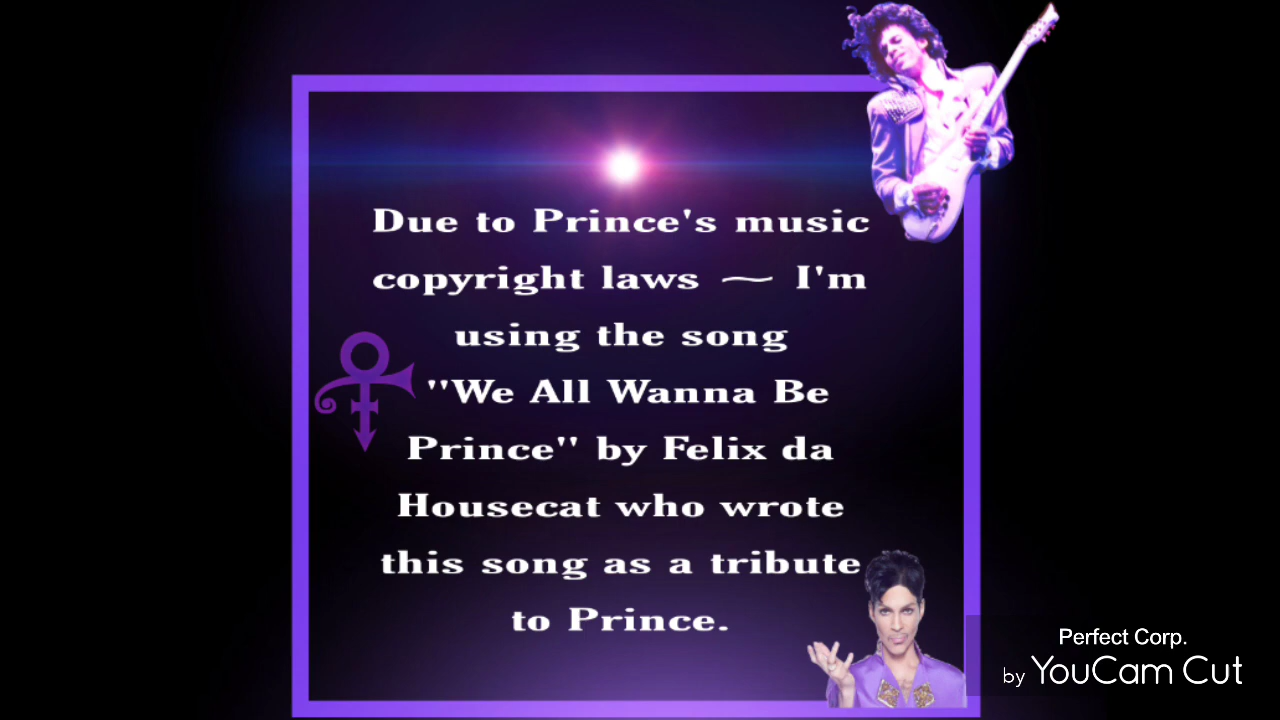 Due to Prince's music
copyright laws ~ I'm
using the song
"We All Wanna Be
Prince" by Felix da
Housecat who wrote
this song as a tribute
to Prince.
Perfect Corp.
by YouCam Cut